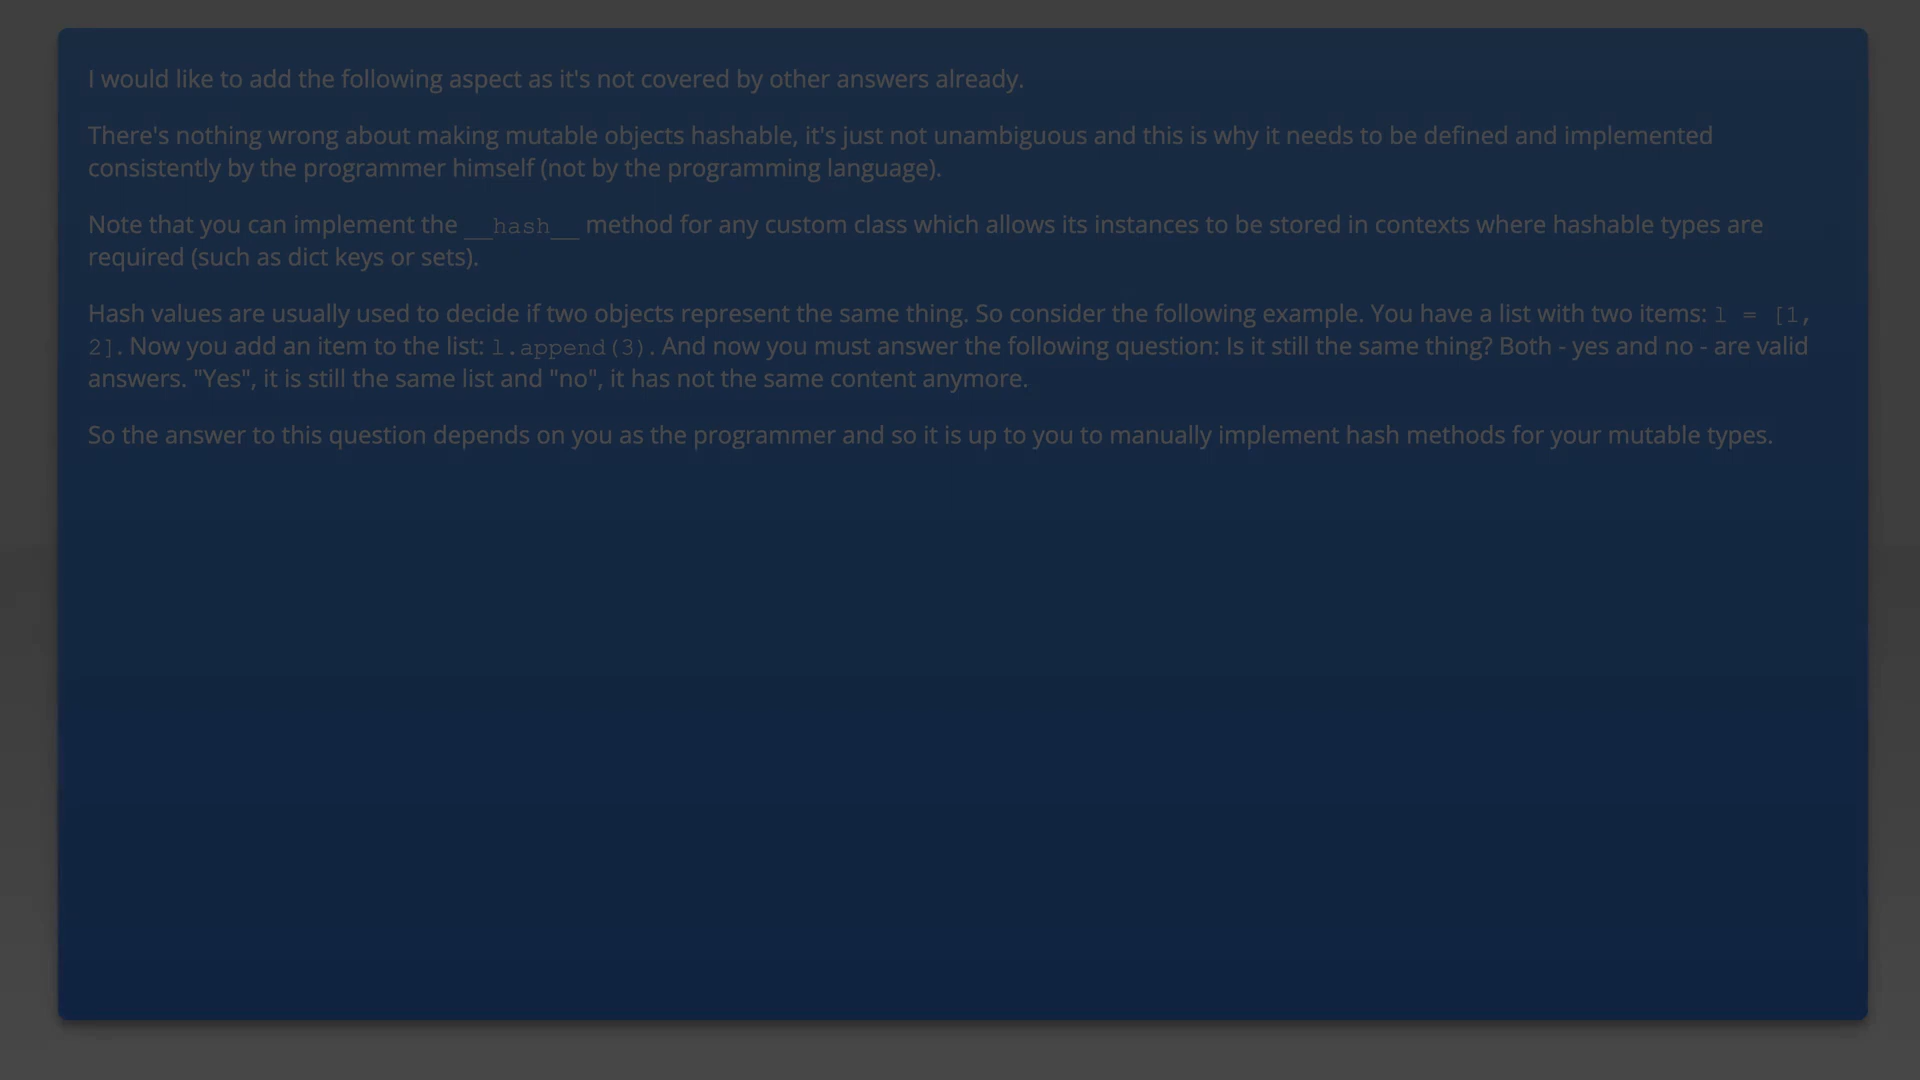 I would like to add the following aspect as it's not covered by other answers already.
There's nothing wrong about making mutable objects hashable, it's just not unambiguous and this is why it needs to be defined and implemented
consistently by the programmer himself (not by the programming language).
Note that you can implement the __hash__ method for any custom class which allows its instances to be stored in contexts where hashable types are
required (such as dict keys or sets).
Hash values are usually used to decide if two objects represent the same thing. So consider the following example. You have a list with two items: l = [1,
2]. Now you add an item to the list: l.append(3). And now you must answer the following question: Is it still the same thing? Both - yes and no - are valid
answers. "Yes", it is still the same list and "no", it has not the same content anymore.
So the answer to this question depends on you as the programmer and so it is up to you to manually implement hash methods for your mutable types.